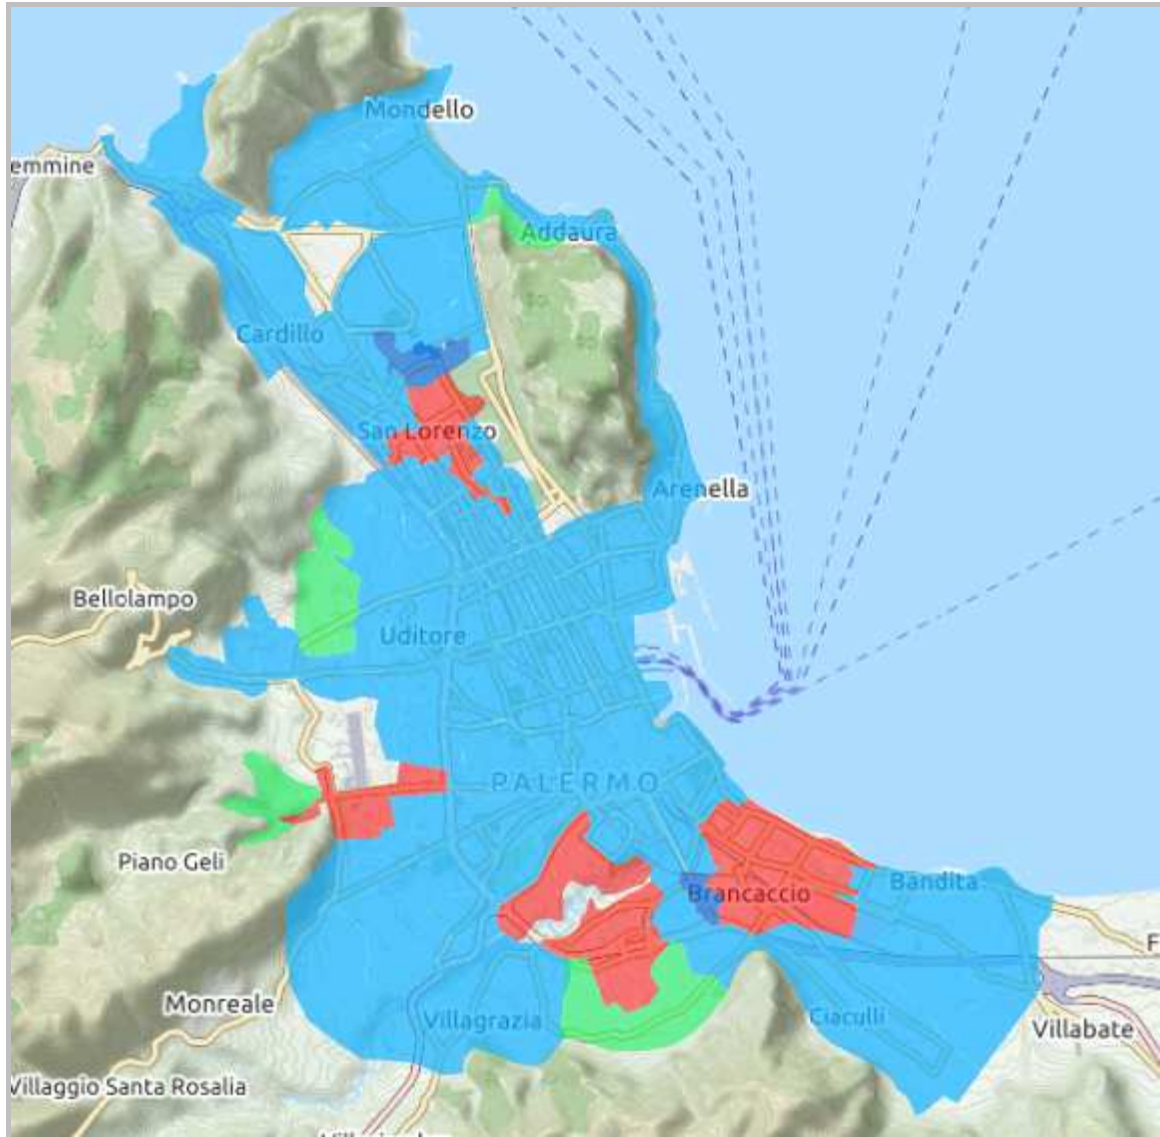 Mondello
emmine
Addaura
Cardillo
San Lorenzo
Arenella
Bellolampo
Uditore
PALERMO
Piano Geli
Bandita
Brancaccio
F
Monreale
Villagrazia
Ciaculli
Villabate
Villaggio Santa Rosalia